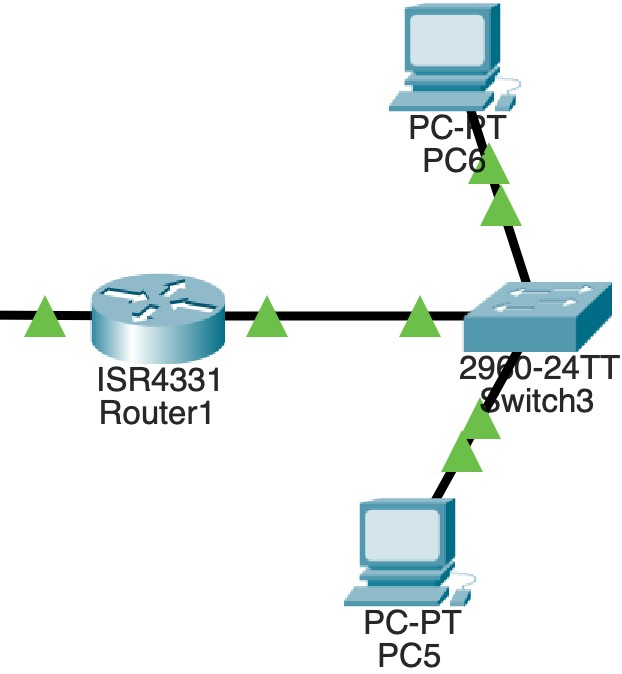 PC-PT
PC6
ISR4331
Router1
2960-24TT
Switch3
PC-PT
PC5